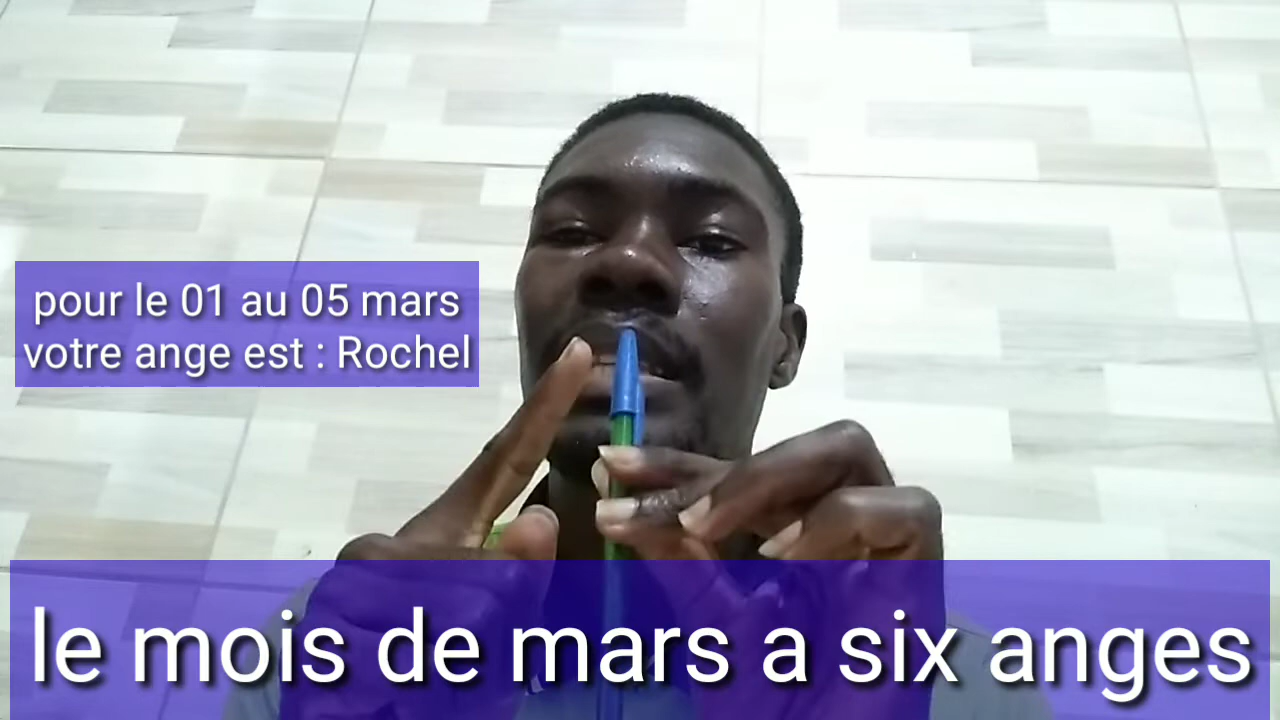 pour le 01 au 05 mars
votre ange est : Rochel
le mois de mars a six anges